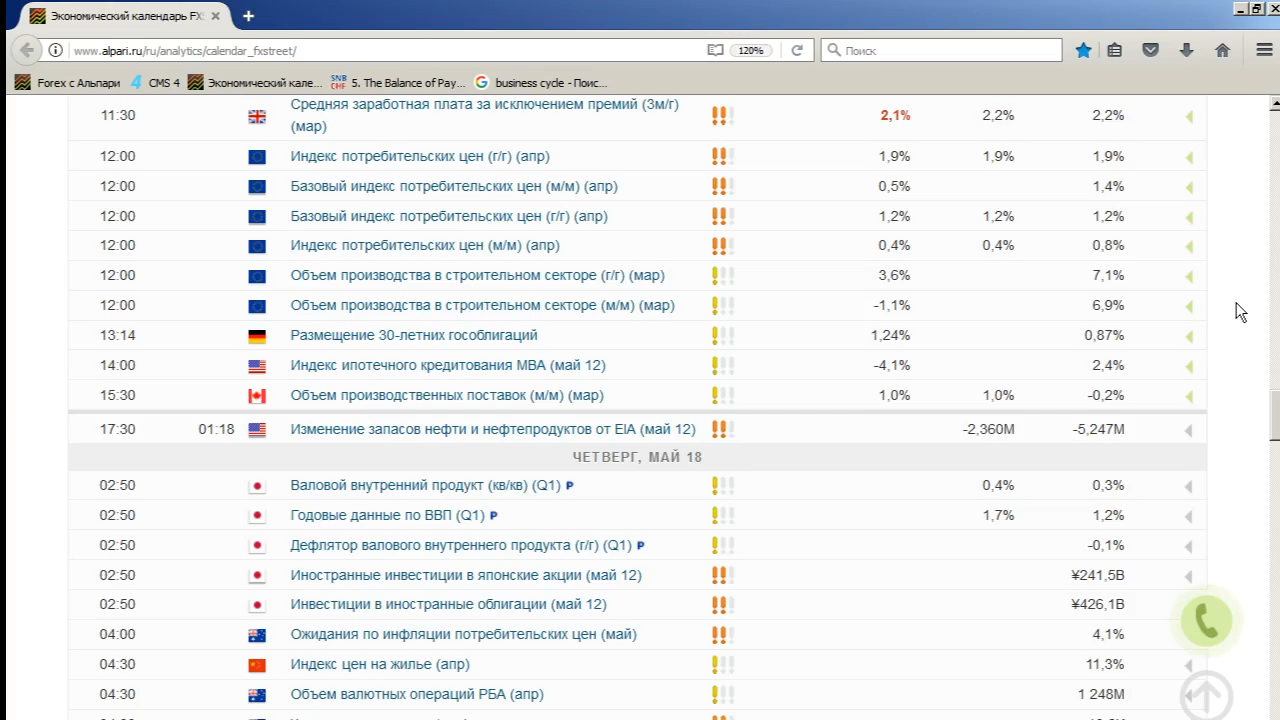 Экономический календарь FX
www.alpari.ru/ru/analytics/calendar_fxstreet/
120%
Поиск
Forex с Альпари
CMS 4
Экономический кале...
5. The Balance of Pay...
business cycle - Поис...
11:30 Средняя заработная плата за исключением премий (3м/г) (мар) 2,1% 2,2% 2,2%
12:00 Индекс потребительских цен (г/г) (апр) 1,9% 1,9% 1,9%
12:00 Базовый индекс потребительских цен (м/м) (апр) 0,5% 1,4%
12:00 Базовый индекс потребительских цен (г/г) (апр) 1,2% 1,2% 1,2%
12:00 Индекс потребительских цен (м/м) (апр) 0,4% 0,4% 0,8%
12:00 Объем производства в строительном секторе (г/г) (мар) 3,6% 7,1%
12:00 Объем производства в строительном секторе (м/м) (мар) -1,1% 6,9%
13:14 Размещение 30-летних гособлигаций 1,24% 0,87%
14:00 Индекс ипотечного кредитования MBA (май 12) -4,1% 2,4%
15:30 Объем производственных поставок (м/м) (мар) 1,0% 1,0% -0,2%
17:30 01:18 Изменение запасов нефти и нефтепродуктов от EIA (май 12) -2,360M -5,247M
ЧЕТВЕРГ, МАЙ 18
02:50 Валовой внутренний продукт (кв/кв) (Q1) P 0,4% 0,3%
02:50 Годовые данные по ВВП (Q1) P 1,7% 1,2%
02:50 Дефлятор валового внутреннего продукта (г/г) (Q1) P -0,1%
02:50 Иностранные инвестиции в японские акции (май 12) ¥241,5B
02:50 Инвестиции в иностранные облигации (май 12) ¥426,1B
04:00 Ожидания по инфляции потребительских цен (май) 4,1%
04:30 Индекс цен на жилье (апр) 11,3%
04:30 Объем валютных операций РБА (апр) 1 248M